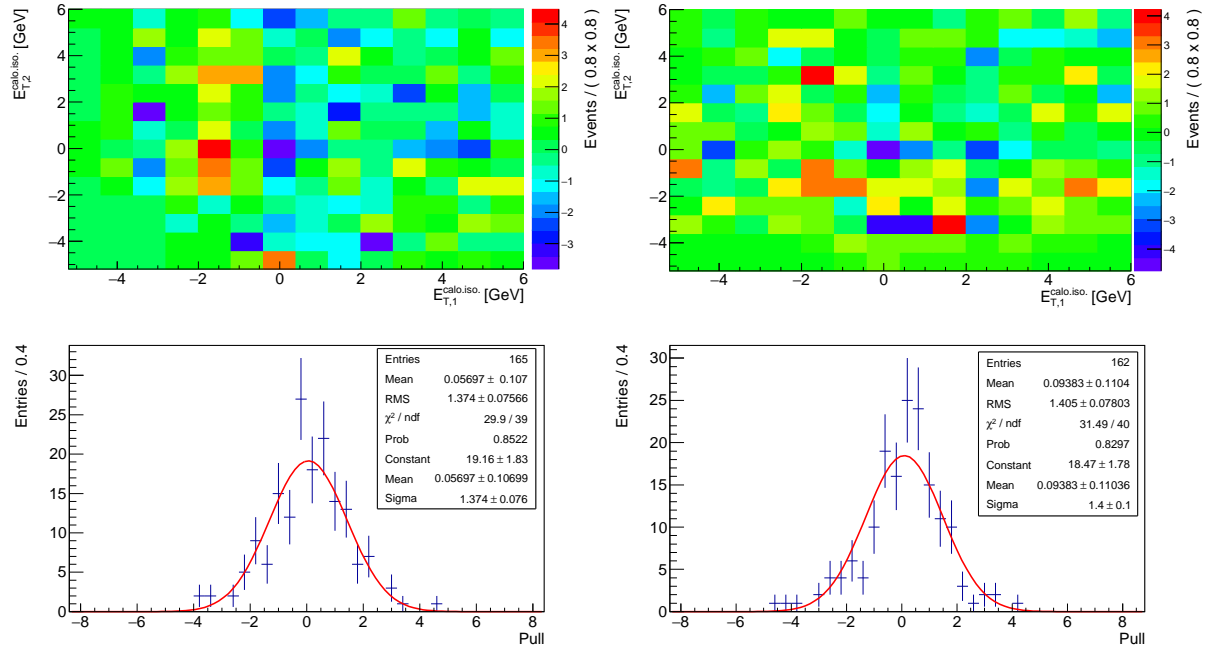 E_{T,2}^{calo.iso.} [GeV]
6
4
2
0
−2
−4
−4 −2 0 2 4 6
E_{T,1}^{calo.iso.} [GeV]
4
3
2
1
0
−1
−2
−3
Events / ( 0.8 x 0.8 )
E_{T,2}^{calo.iso.} [GeV]
6
4
2
0
−2
−4
−4 −2 0 2 4 6
E_{T,1}^{calo.iso.} [GeV]
4
3
2
1
0
−1
−2
−3
−4
Events / ( 0.8 x 0.8 )
Entries / 0.4
30
25
20
15
10
5
0
−8 −6 −4 −2 0 2 4 6 8
Pull
Entries 165
Mean 0.05697 ± 0.107
RMS 1.374 ± 0.07566
χ² / ndf 29.9 / 39
Prob 0.8522
Constant 19.16 ± 1.83
Mean 0.05697 ± 0.10699
Sigma 1.374 ± 0.076
Entries / 0.4
30
25
20
15
10
5
0
−8 −6 −4 −2 0 2 4 6 8
Pull
Entries 162
Mean 0.09383 ± 0.1104
RMS 1.405 ± 0.07803
χ² / ndf 31.49 / 40
Prob 0.8297
Constant 18.47 ± 1.78
Mean 0.09383 ± 0.11036
Sigma 1.4 ± 0.1